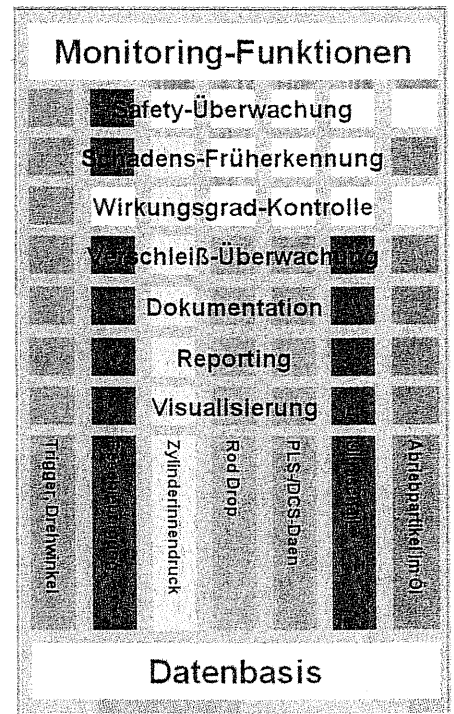 Monitoring-Funktionen
Safety-Überwachung
Schadens-Früherkennung
Wirkungsgrad-Kontrolle
Verschleiß-Überwachung
Dokumentation
Reporting
Visualisierung
Trigger, Drehwinkel
Zylinderinnendruck
Rod Drop
PLS-/DCS-Daen
Abriebpartikel im Öl
Datenbasis